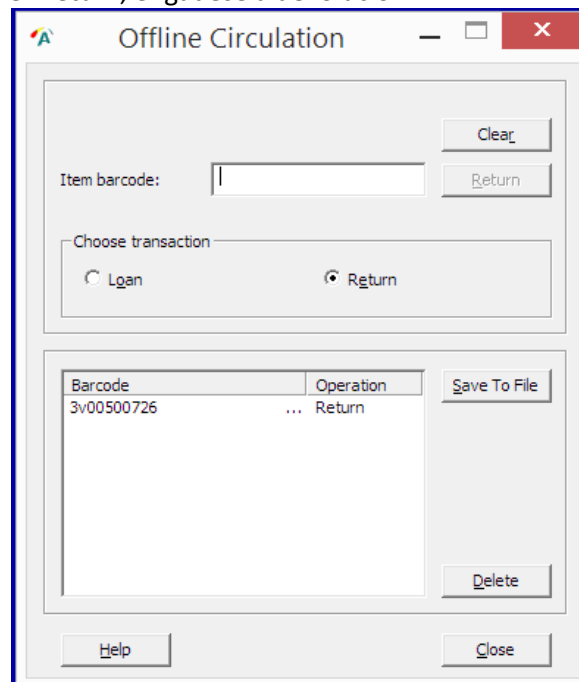 Offline Circulation
Clear
Item barcode:
Return
Choose transaction
Loan
Return
Barcode Operation
3v00500726 ... Return
Save To File
Delete
Help
Close